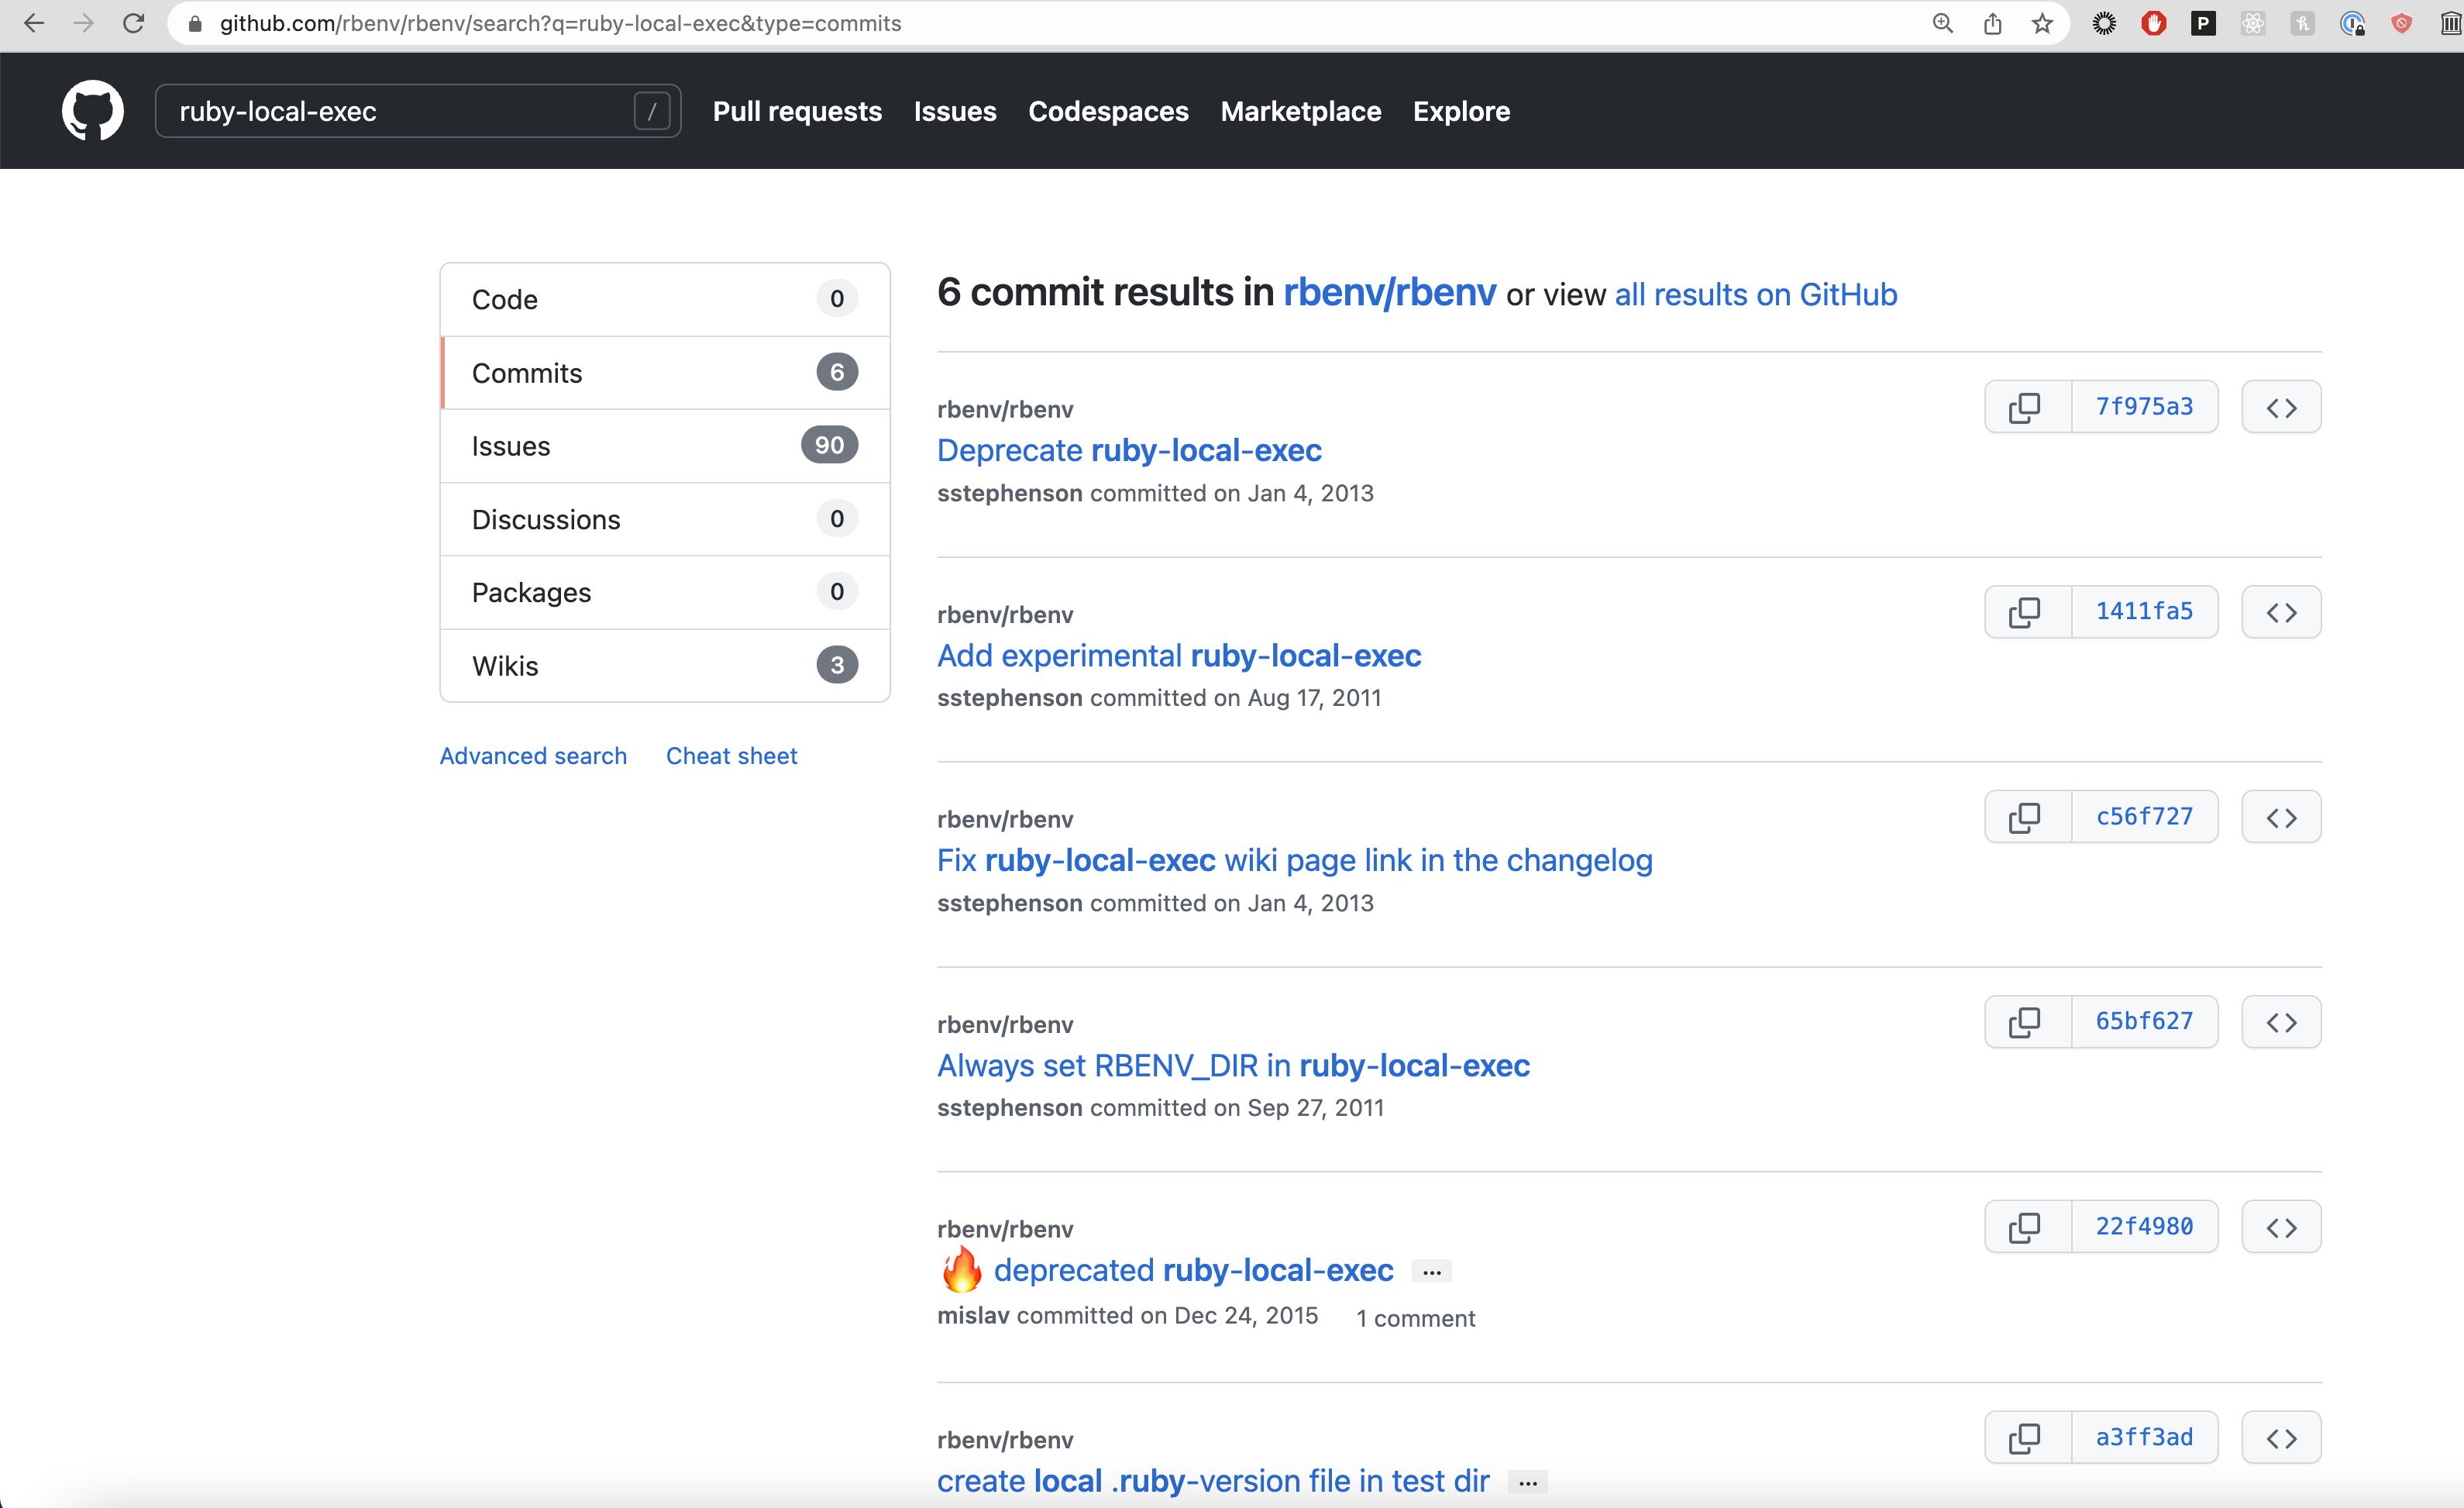 github.com/rbenv/rbenv/search?q=ruby-local-exec&type=commits
P
ruby-local-exec
/
Pull requests
Issues
Codespaces
Marketplace
Explore
Code 0
Commits 6
Issues 90
Discussions 0
Packages 0
Wikis 3
Advanced search
Cheat sheet
6 commit results in rbenv/rbenv or view all results on GitHub
rbenv/rbenv
7f975a3
Deprecate ruby-local-exec
sstephenson committed on Jan 4, 2013
rbenv/rbenv
1411fa5
Add experimental ruby-local-exec
sstephenson committed on Aug 17, 2011
rbenv/rbenv
c56f727
Fix ruby-local-exec wiki page link in the changelog
sstephenson committed on Jan 4, 2013
rbenv/rbenv
65bf627
Always set RBENV_DIR in ruby-local-exec
sstephenson committed on Sep 27, 2011
rbenv/rbenv
22f4980
🔥 deprecated ruby-local-exec …
mislav committed on Dec 24, 2015 1 comment
rbenv/rbenv
a3ff3ad
create local .ruby-version file in test dir …